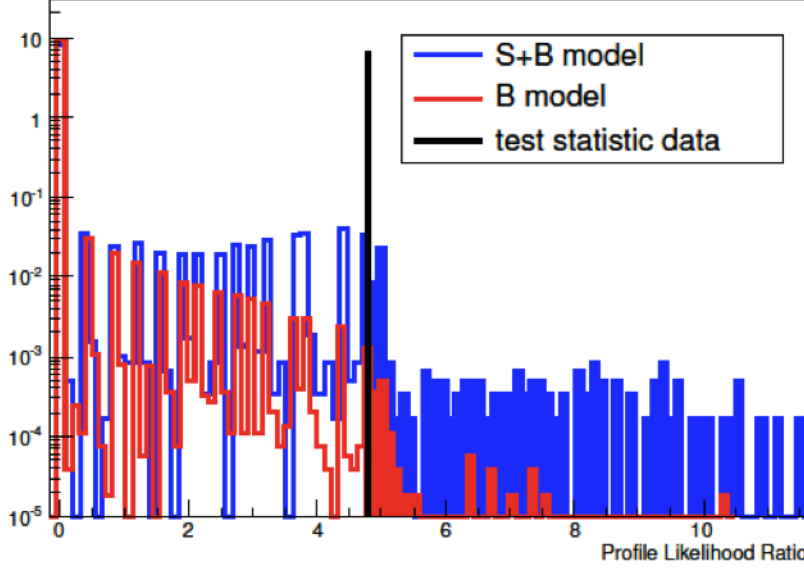 S+B model
B model
test statistic data
10
1
10⁻¹
10⁻²
10⁻³
10⁻⁴
10⁻⁵
0 2 4 6 8 10
Profile Likelihood Ratio